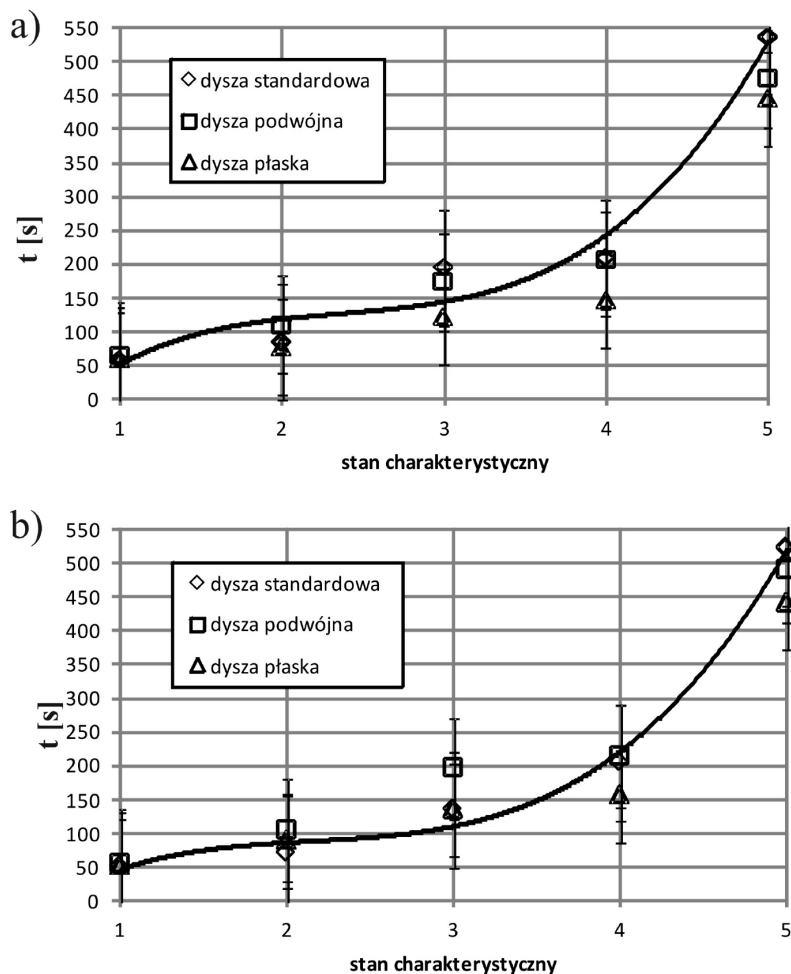 a)
550
500
450
400
350
300
250
200
150
100
50
0
t [s]
dysza standardowa
dysza podwójna
dysza płaska
1 2 3 4 5
stan charakterystyczny
b)
550
500
450
400
350
300
250
200
150
100
50
0
t [s]
dysza standardowa
dysza podwójna
dysza płaska
1 2 3 4 5
stan charakterystyczny